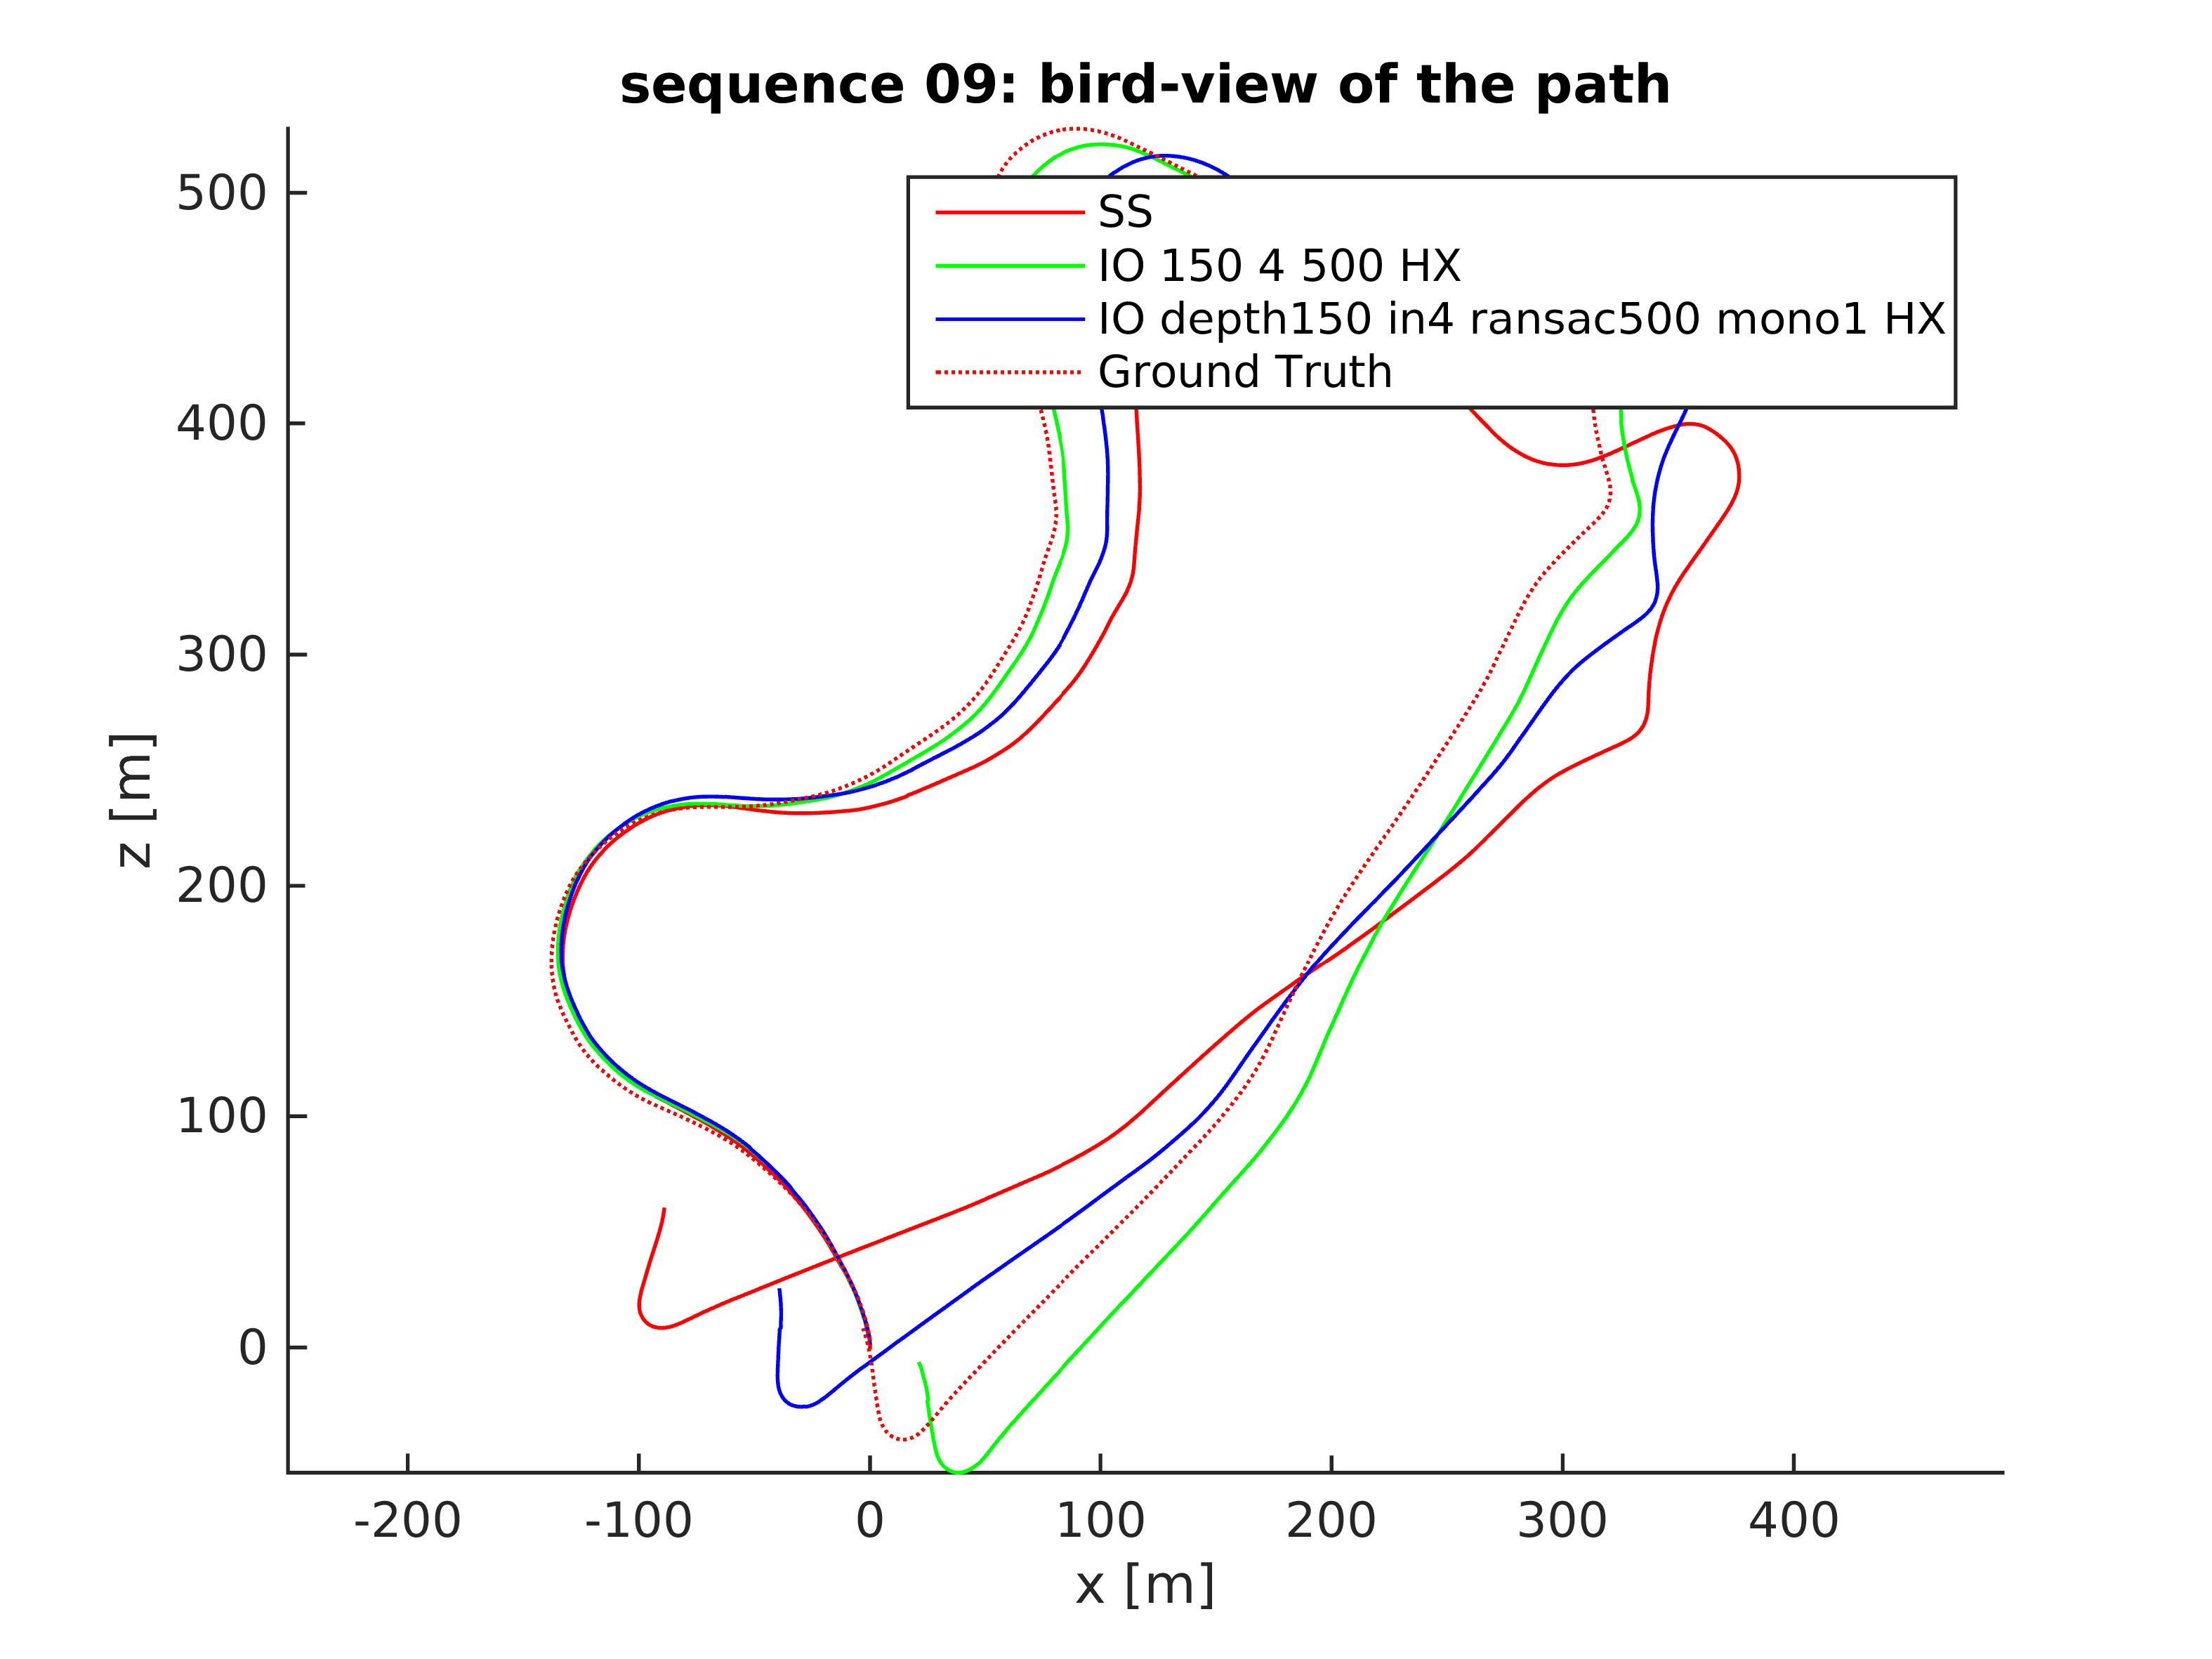 sequence 09: bird-view of the path
500
400
300
200
100
0
z [m]
SS
IO 150 4 500 HX
IO depth150 in4 ransac500 mono1 HX
Ground Truth
-200 -100 0 100 200 300 400
x [m]